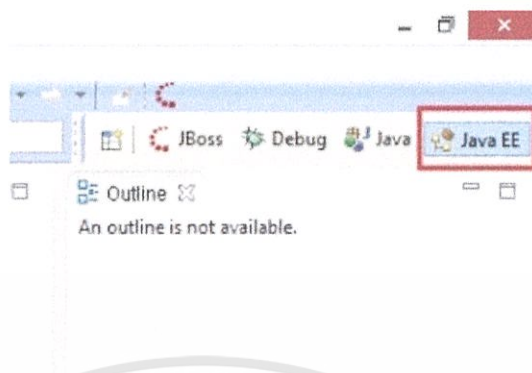 JBoss Debug Java Java EE
Outline
An outline is not available.